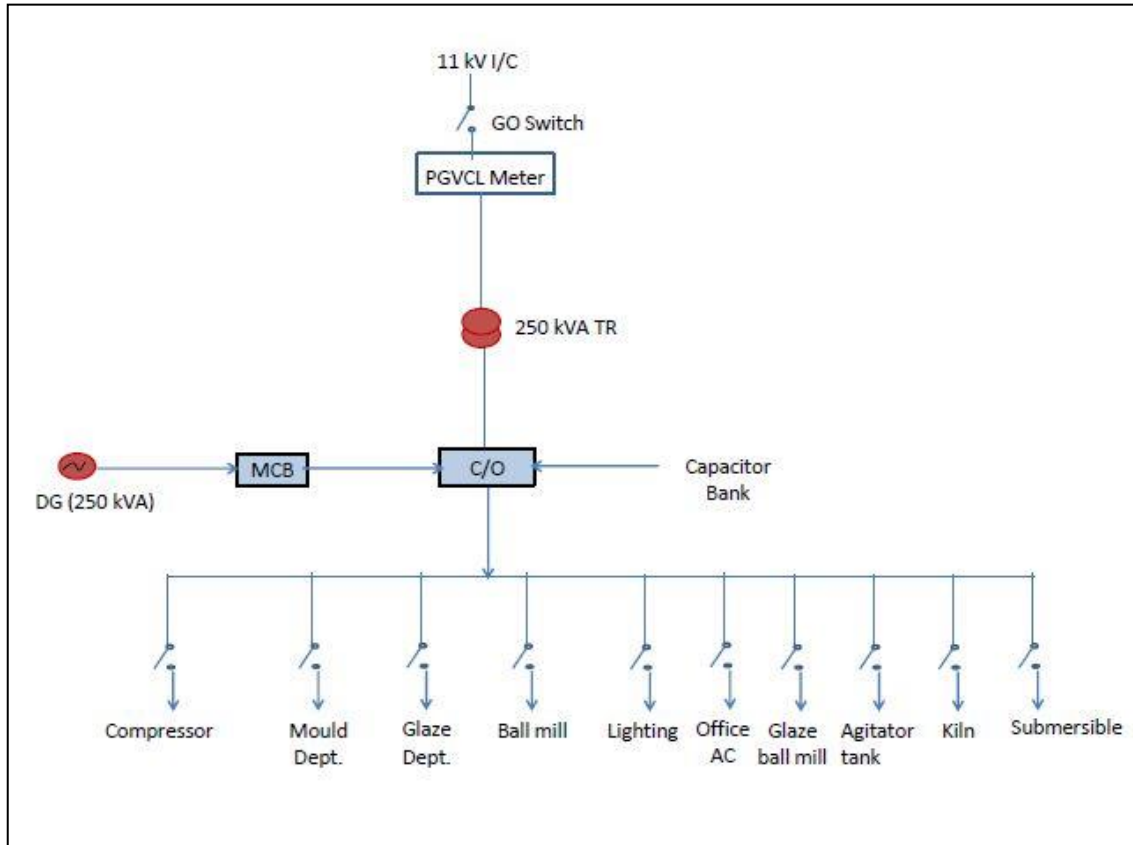 11 kV I/C
GO Switch
PGVCL Meter
250 kVA TR
MCB
C/O
Capacitor
Bank
DG (250 kVA)
Compressor
Mould
Dept.
Glaze
Dept.
Ball mill
Lighting
Office
AC
Glaze
ball mill
Agitator
tank
Kiln
Submersible